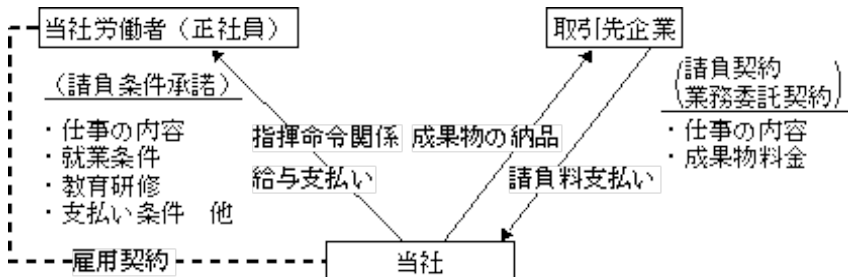 当社労働者（正社員）
取引先企業
（請負条件承諾）
・仕事の内容
・就業条件
・教育研修
・支払い条件　他
指揮命令関係
給与支払い
成果物の納品
請負料支払い
（請負契約
業務委託契約）
・仕事の内容
・成果物料金
雇用契約
当社